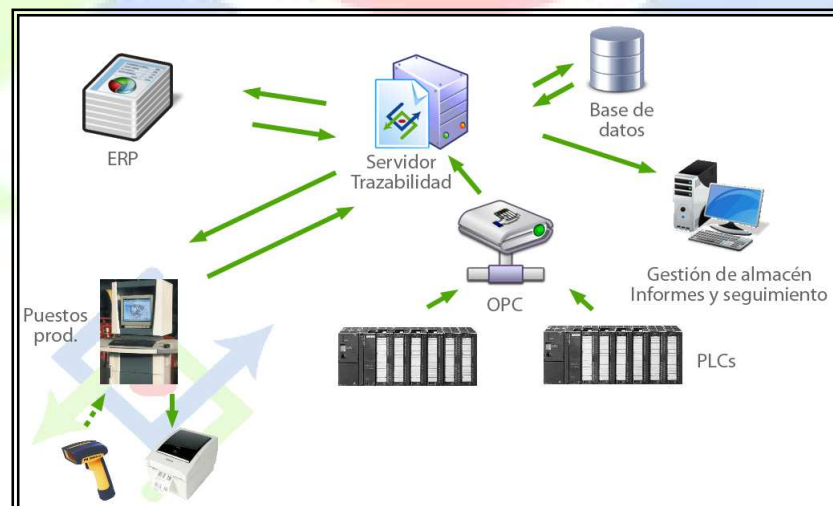 ERP
Servidor
Trazabilidad
Base de
datos
Gestión de almacén
Informes y seguimiento
OPC
PLCs
Puestos
prod.